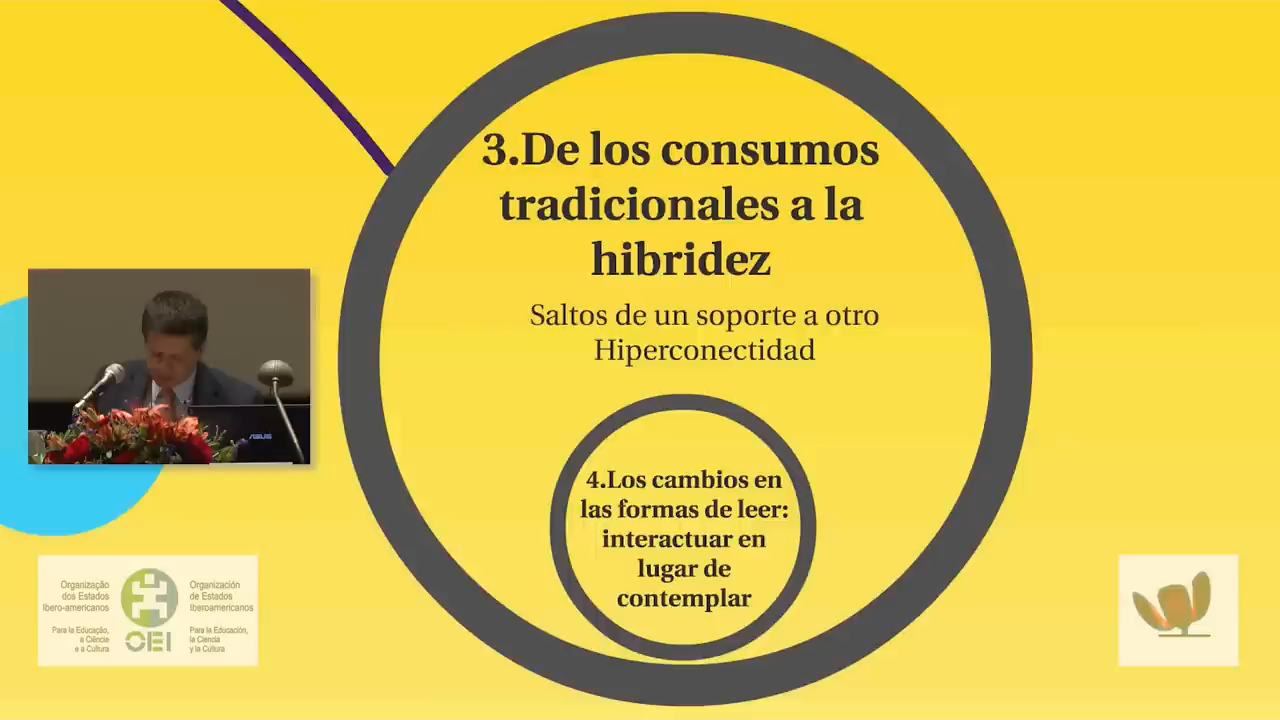 3.De los consumos
tradicionales a la
hibridez
Saltos de un soporte a otro
Hiperconectidad
4.Los cambios en
las formas de leer:
interactuar en
lugar de
contemplar
ASUS
Organização
dos Estados
Ibero-americanos
Para la Educação,
a Ciência
e a Cultura
OEI
Organización
de Estados
Iberoamericanos
Para la Educación,
la Ciencia
y la Cultura